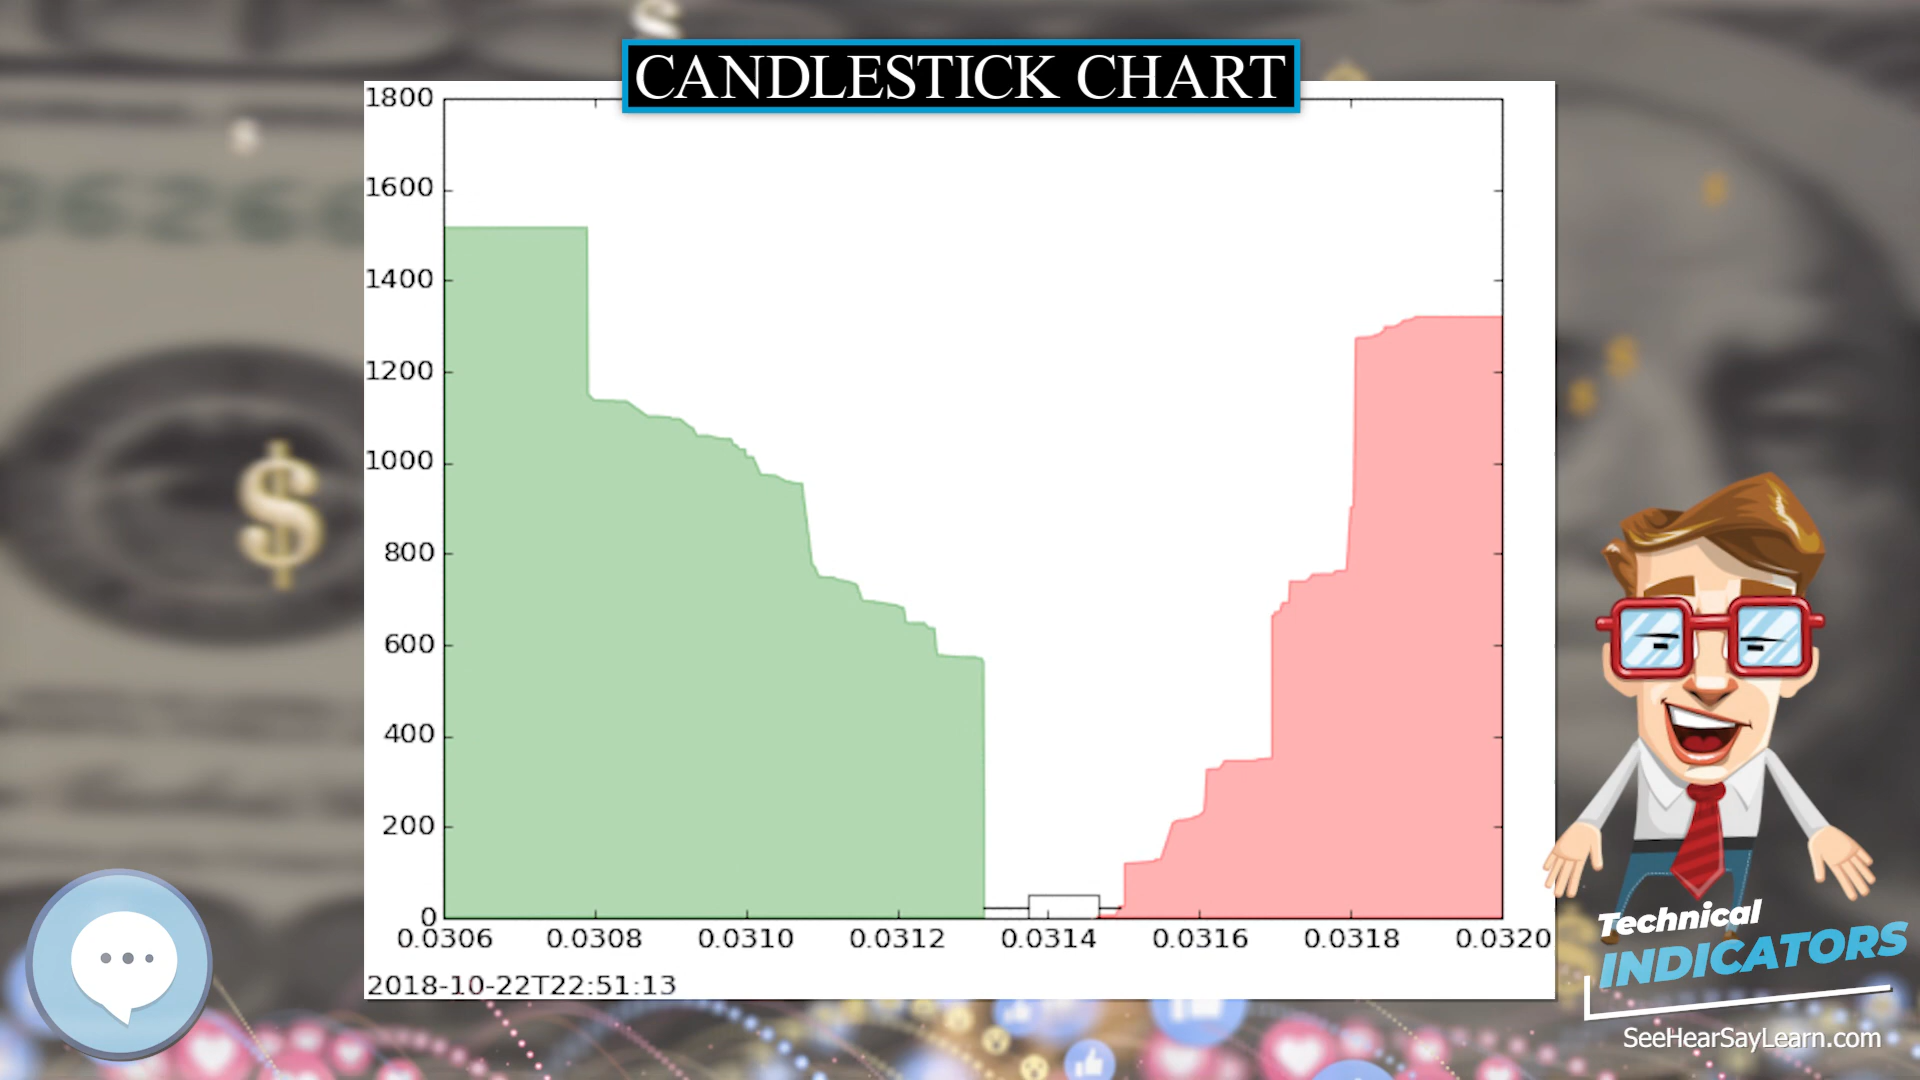 CANDLESTICK CHART
1800
1600
1400
1200
1000
800
600
400
200
0
0.0306 0.0308 0.0310 0.0312 0.0314 0.0316 0.0318 0.0320
2018-10-22T22:51:13
$
Technical
INDICATORS
SeeHearSayLearn.com